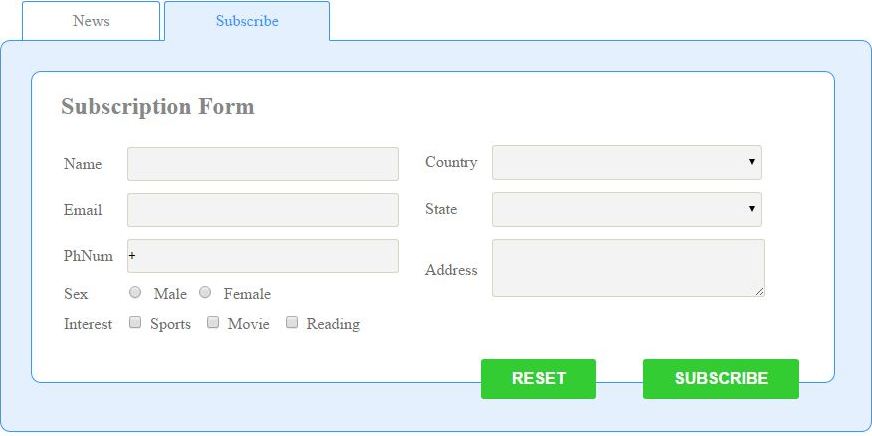 News Subscribe
Subscription Form
Name
Email
PhNum +
Sex Male Female
Interest Sports Movie Reading
Country
State
Address
RESET SUBSCRIBE